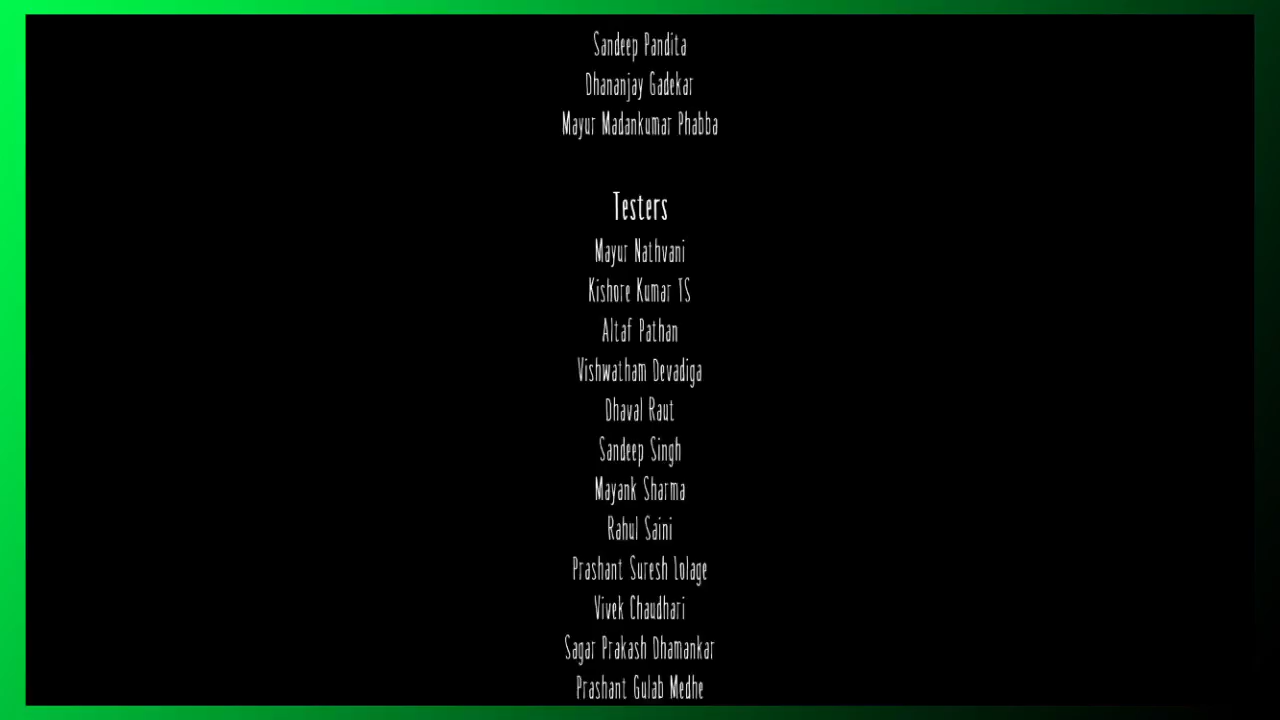 Sandeep Pandita
Dhananjay Gadekar
Mayur Madankumar Phabba
Testers
Mayur Nathvani
Kishore Kumar TS
Altaf Pathan
Vishwatham Devadiga
Dhaval Raut
Sandeep Singh
Mayank Sharma
Rahul Saini
Prashant Suresh Lolage
Vivek Chaudhari
Sagar Prakash Dhamankar
Prashant Gulab Medhe